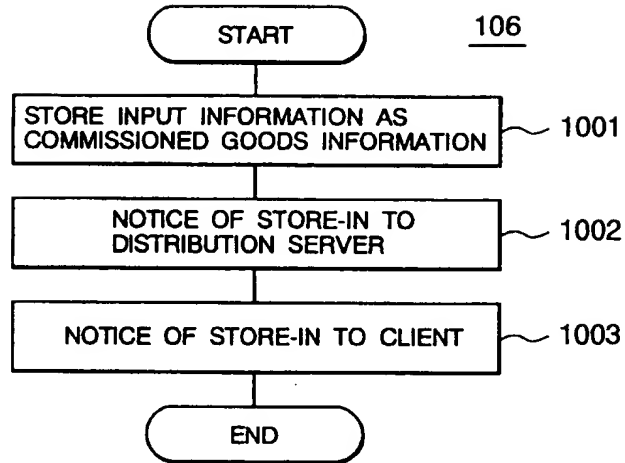 START
106
STORE INPUT INFORMATION AS
COMMISSIONED GOODS INFORMATION
1001
NOTICE OF STORE-IN TO
DISTRIBUTION SERVER
1002
NOTICE OF STORE-IN TO CLIENT
1003
END